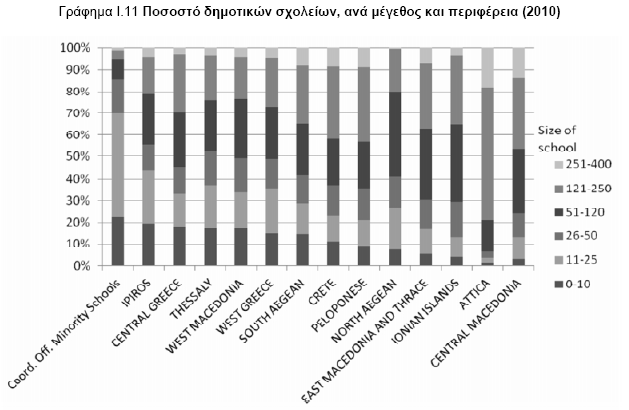 Γράφημα I.11 Ποσοστό δημοτικών σχολείων, ανά μέγεθος και περιφέρεια (2010)
100%
90%
80%
70%
60%
50%
40%
30%
20%
10%
0%
Coord. Off. Minority Schools
IPIROS
CENTRAL GREECE
THESSALY
WEST MACEDONIA
WEST GREECE
SOUTH AEGEAN
CRETE
PELOPONESE
NORTH AEGEAN
EAST MACEDONIA AND THRACE
IONIAN ISLANDS
ATTICA
CENTRAL MACEDONIA
Size of
school
251-400
121-250
51-120
26-50
11-25
0-10